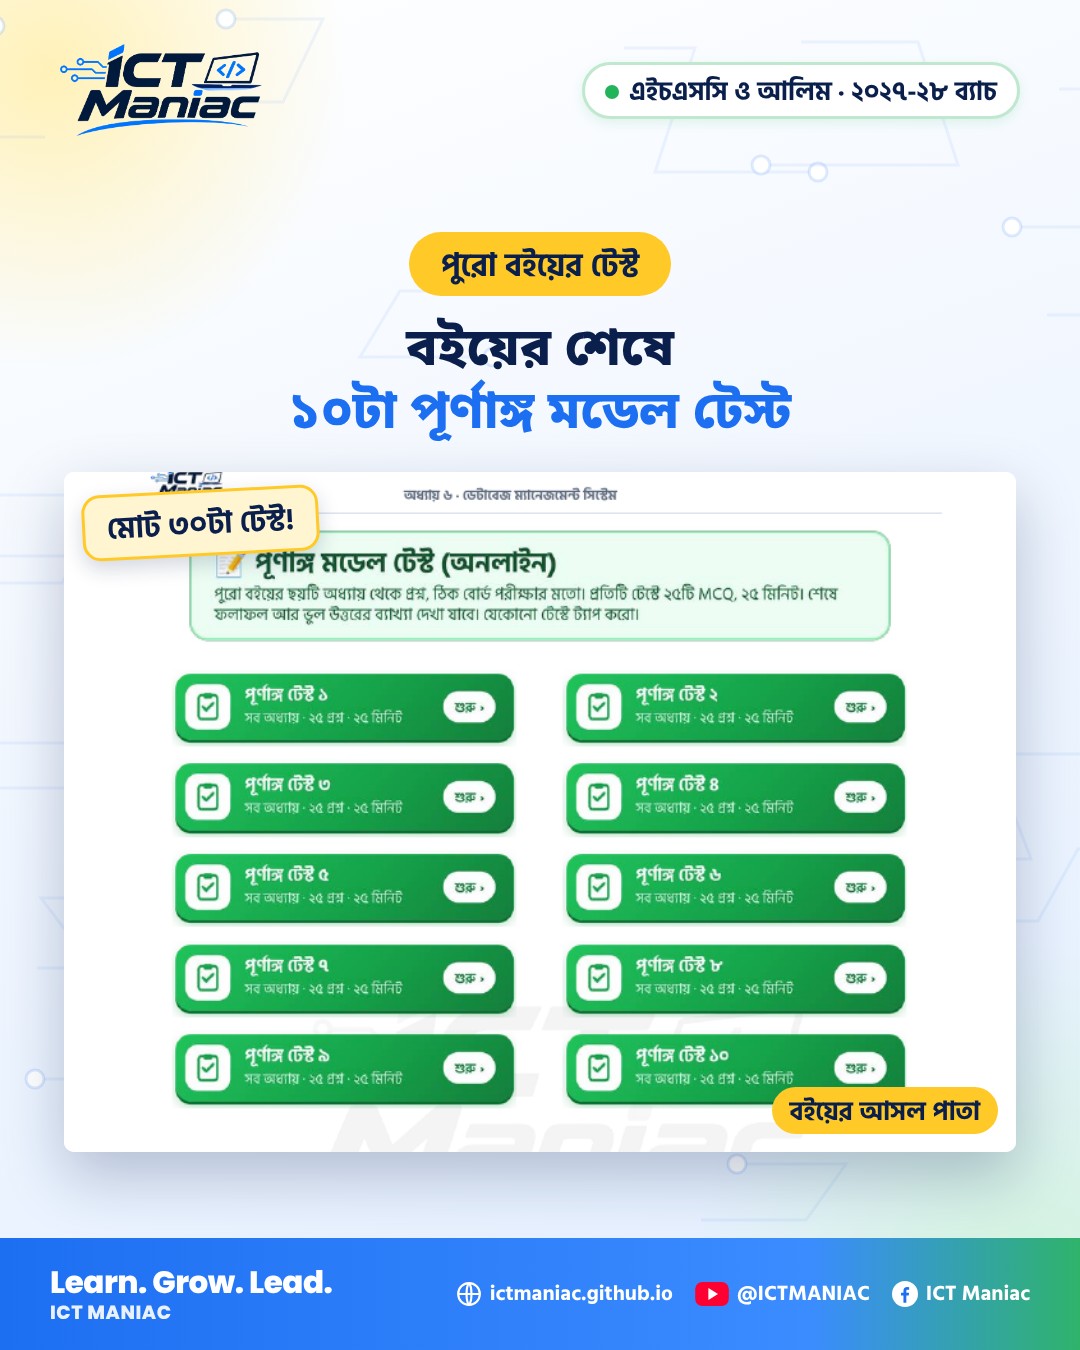 ICT
Maniac
এইচএসসি ও আলিম · ২০২৭-২৮ ব্যাচ
পুরো বইয়ের টেস্ট
বইয়ের শেষে
১০টা পূর্ণাঙ্গ মডেল টেস্ট
ICT
Maniac
মোট ৩০টা টেস্ট!
অধ্যায় ৬ · ডেটাবেজ ম্যানেজমেন্ট সিস্টেম
পূর্ণাঙ্গ মডেল টেস্ট (অনলাইন)
পুরো বইয়ের ছয়টি অধ্যায় থেকে প্রশ্ন, ঠিক বোর্ড পরীক্ষার মতো। প্রতিটি টেস্টে ২৫টি MCQ, ২৫ মিনিট। শেষে
ফলাফল আর ভুল উত্তরের ব্যাখ্যা দেখা যাবে। যেকোনো টেস্টে ট্যাপ করো।
পূর্ণাঙ্গ টেস্ট ১
সব অধ্যায় · ২৫ প্রশ্ন · ২৫ মিনিট
শুরু ›
পূর্ণাঙ্গ টেস্ট ২
সব অধ্যায় · ২৫ প্রশ্ন · ২৫ মিনিট
শুরু ›
পূর্ণাঙ্গ টেস্ট ৩
সব অধ্যায় · ২৫ প্রশ্ন · ২৫ মিনিট
শুরু ›
পূর্ণাঙ্গ টেস্ট ৪
সব অধ্যায় · ২৫ প্রশ্ন · ২৫ মিনিট
শুরু ›
পূর্ণাঙ্গ টেস্ট ৫
সব অধ্যায় · ২৫ প্রশ্ন · ২৫ মিনিট
শুরু ›
পূর্ণাঙ্গ টেস্ট ৬
সব অধ্যায় · ২৫ প্রশ্ন · ২৫ মিনিট
শুরু ›
পূর্ণাঙ্গ টেস্ট ৭
সব অধ্যায় · ২৫ প্রশ্ন · ২৫ মিনিট
শুরু ›
পূর্ণাঙ্গ টেস্ট ৮
সব অধ্যায় · ২৫ প্রশ্ন · ২৫ মিনিট
শুরু ›
পূর্ণাঙ্গ টেস্ট ৯
সব অধ্যায় · ২৫ প্রশ্ন · ২৫ মিনিট
শুরু ›
পূর্ণাঙ্গ টেস্ট ১০
সব অধ্যায় · ২৫ প্রশ্ন · ২৫ মিনিট
শুরু ›
বইয়ের আসল পাতা
Maniac
Learn. Grow. Lead.
ICT MANIAC
ictmaniac.github.io
@ICTMANIAC
ICT Maniac